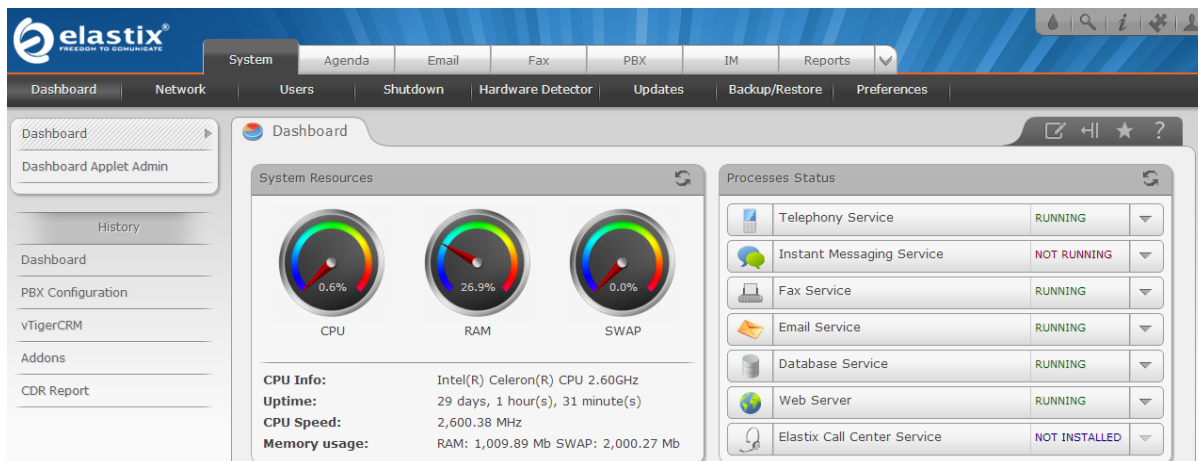 elastix®
FREEDOM TO COMUNICATE
System Agenda Email Fax PBX IM Reports
Dashboard Network Users Shutdown Hardware Detector Updates Backup/Restore Preferences
Dashboard
Dashboard Applet Admin
History
Dashboard
PBX Configuration
vTigerCRM
Addons
CDR Report
Dashboard
System Resources
0.6% 26.9% 0.0%
CPU RAM SWAP
CPU Info: Intel(R) Celeron(R) CPU 2.60GHz
Uptime: 29 days, 1 hour(s), 31 minute(s)
CPU Speed: 2,600.38 MHz
Memory usage: RAM: 1,009.89 Mb SWAP: 2,000.27 Mb
Processes Status
Telephony Service RUNNING
Instant Messaging Service NOT RUNNING
Fax Service RUNNING
Email Service RUNNING
Database Service RUNNING
Web Server RUNNING
Elastix Call Center Service NOT INSTALLED